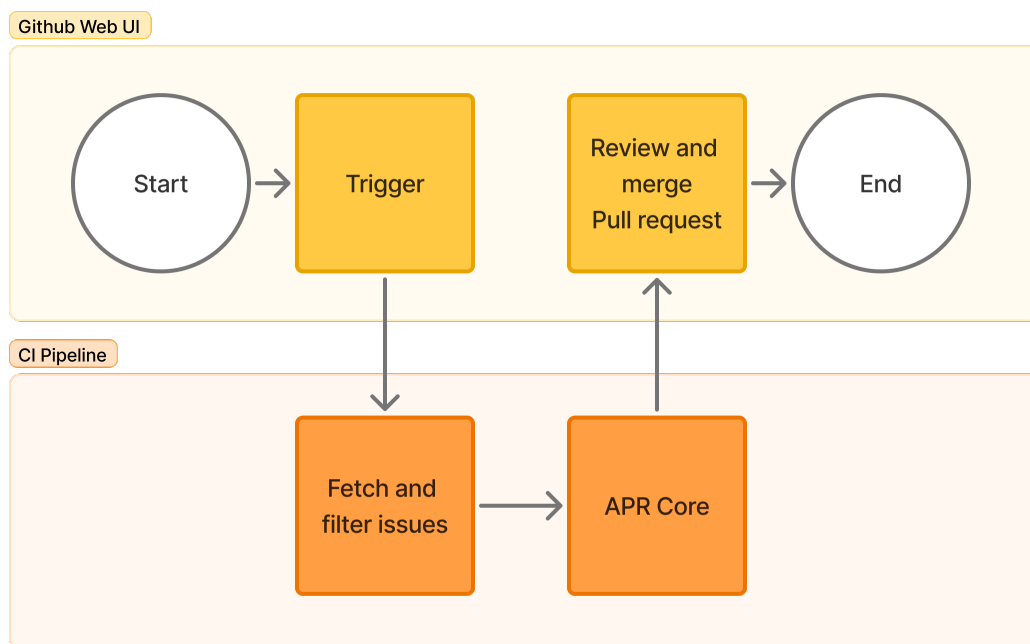 Github Web UI
Start
Trigger
Review and
merge
Pull request
End
CI Pipeline
Fetch and
filter issues
APR Core